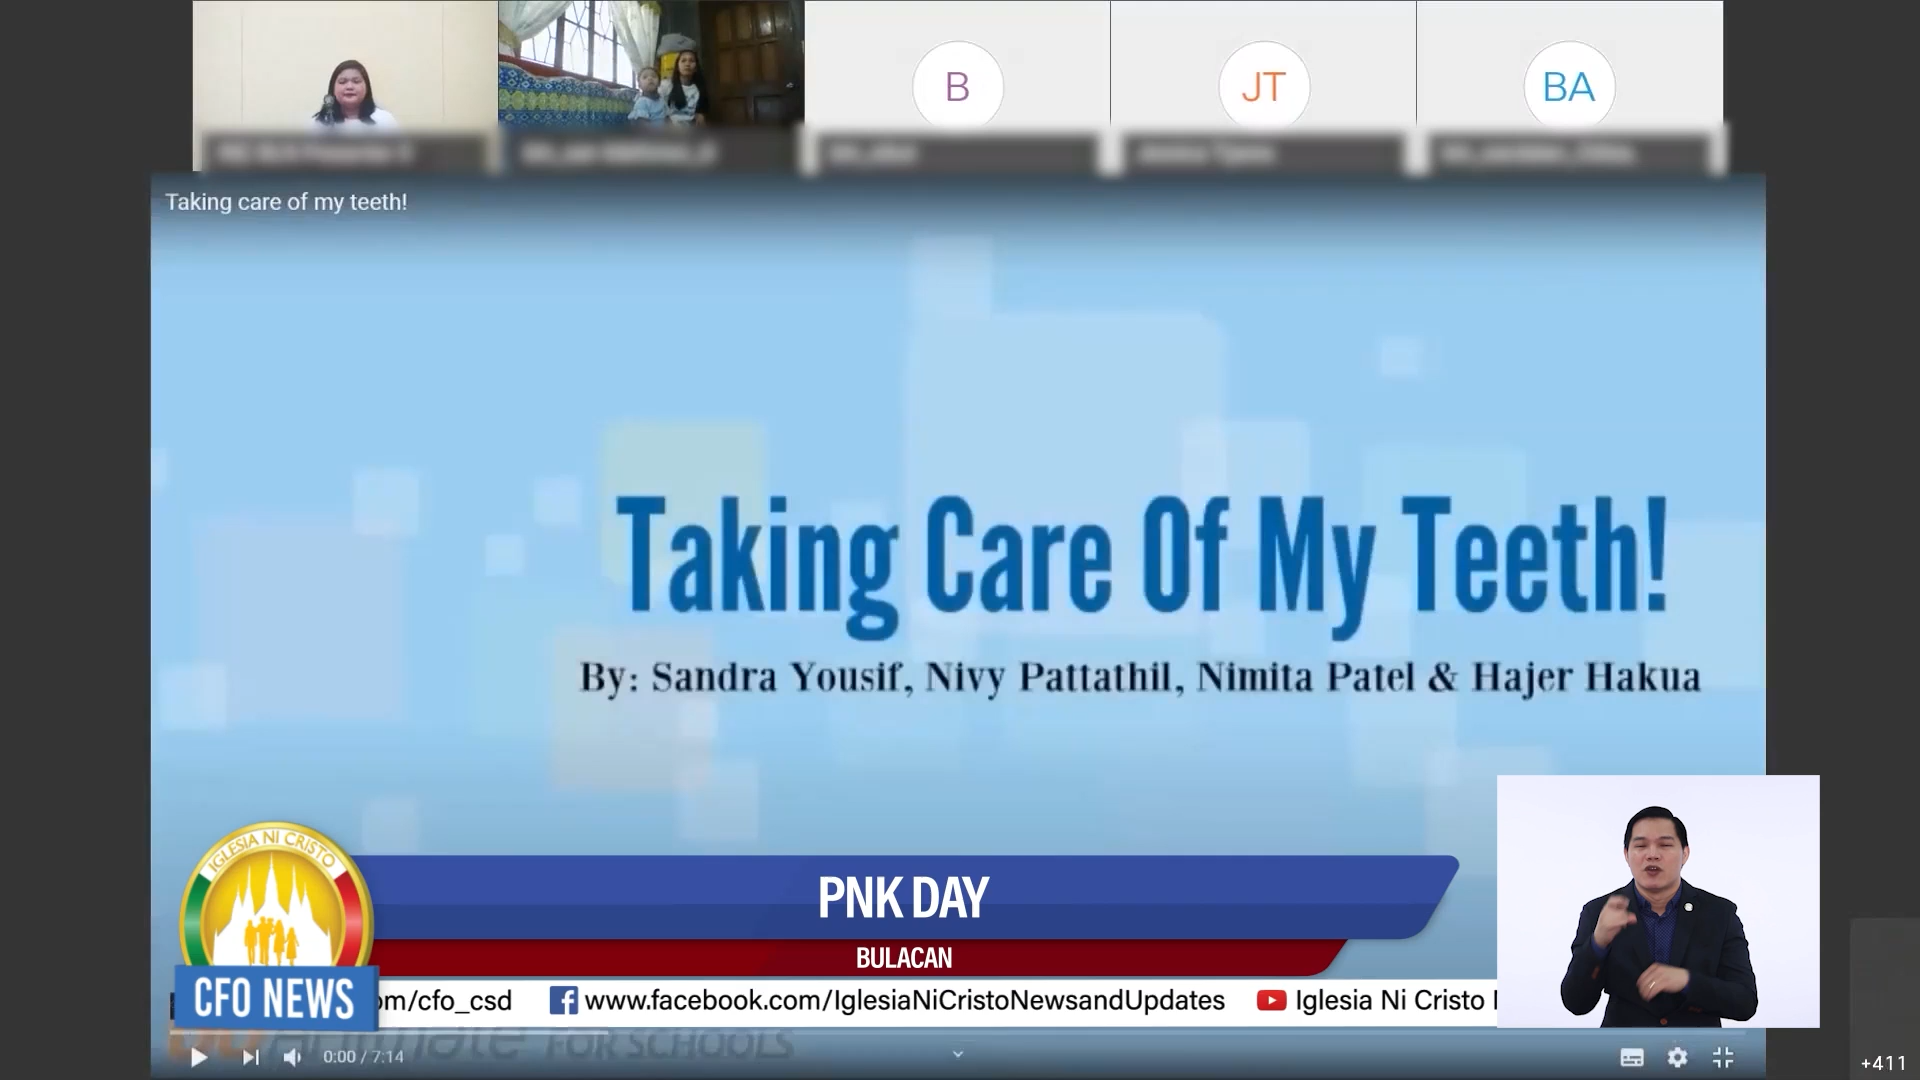 B
JT
BA
Taking care of my teeth!
Taking Care Of My Teeth!
By: Sandra Yousif, Nivy Pattathil, Nimita Patel & Hajer Hakua
IGLESIA NI CRISTO
PNK DAY
BULACAN
CFO NEWS
om/cfo_csd
www.facebook.com/IglesiaNiCristoNewsandUpdates
Iglesia Ni Cristo
FOR SCHOOLS
0:00 / 7:14
+411